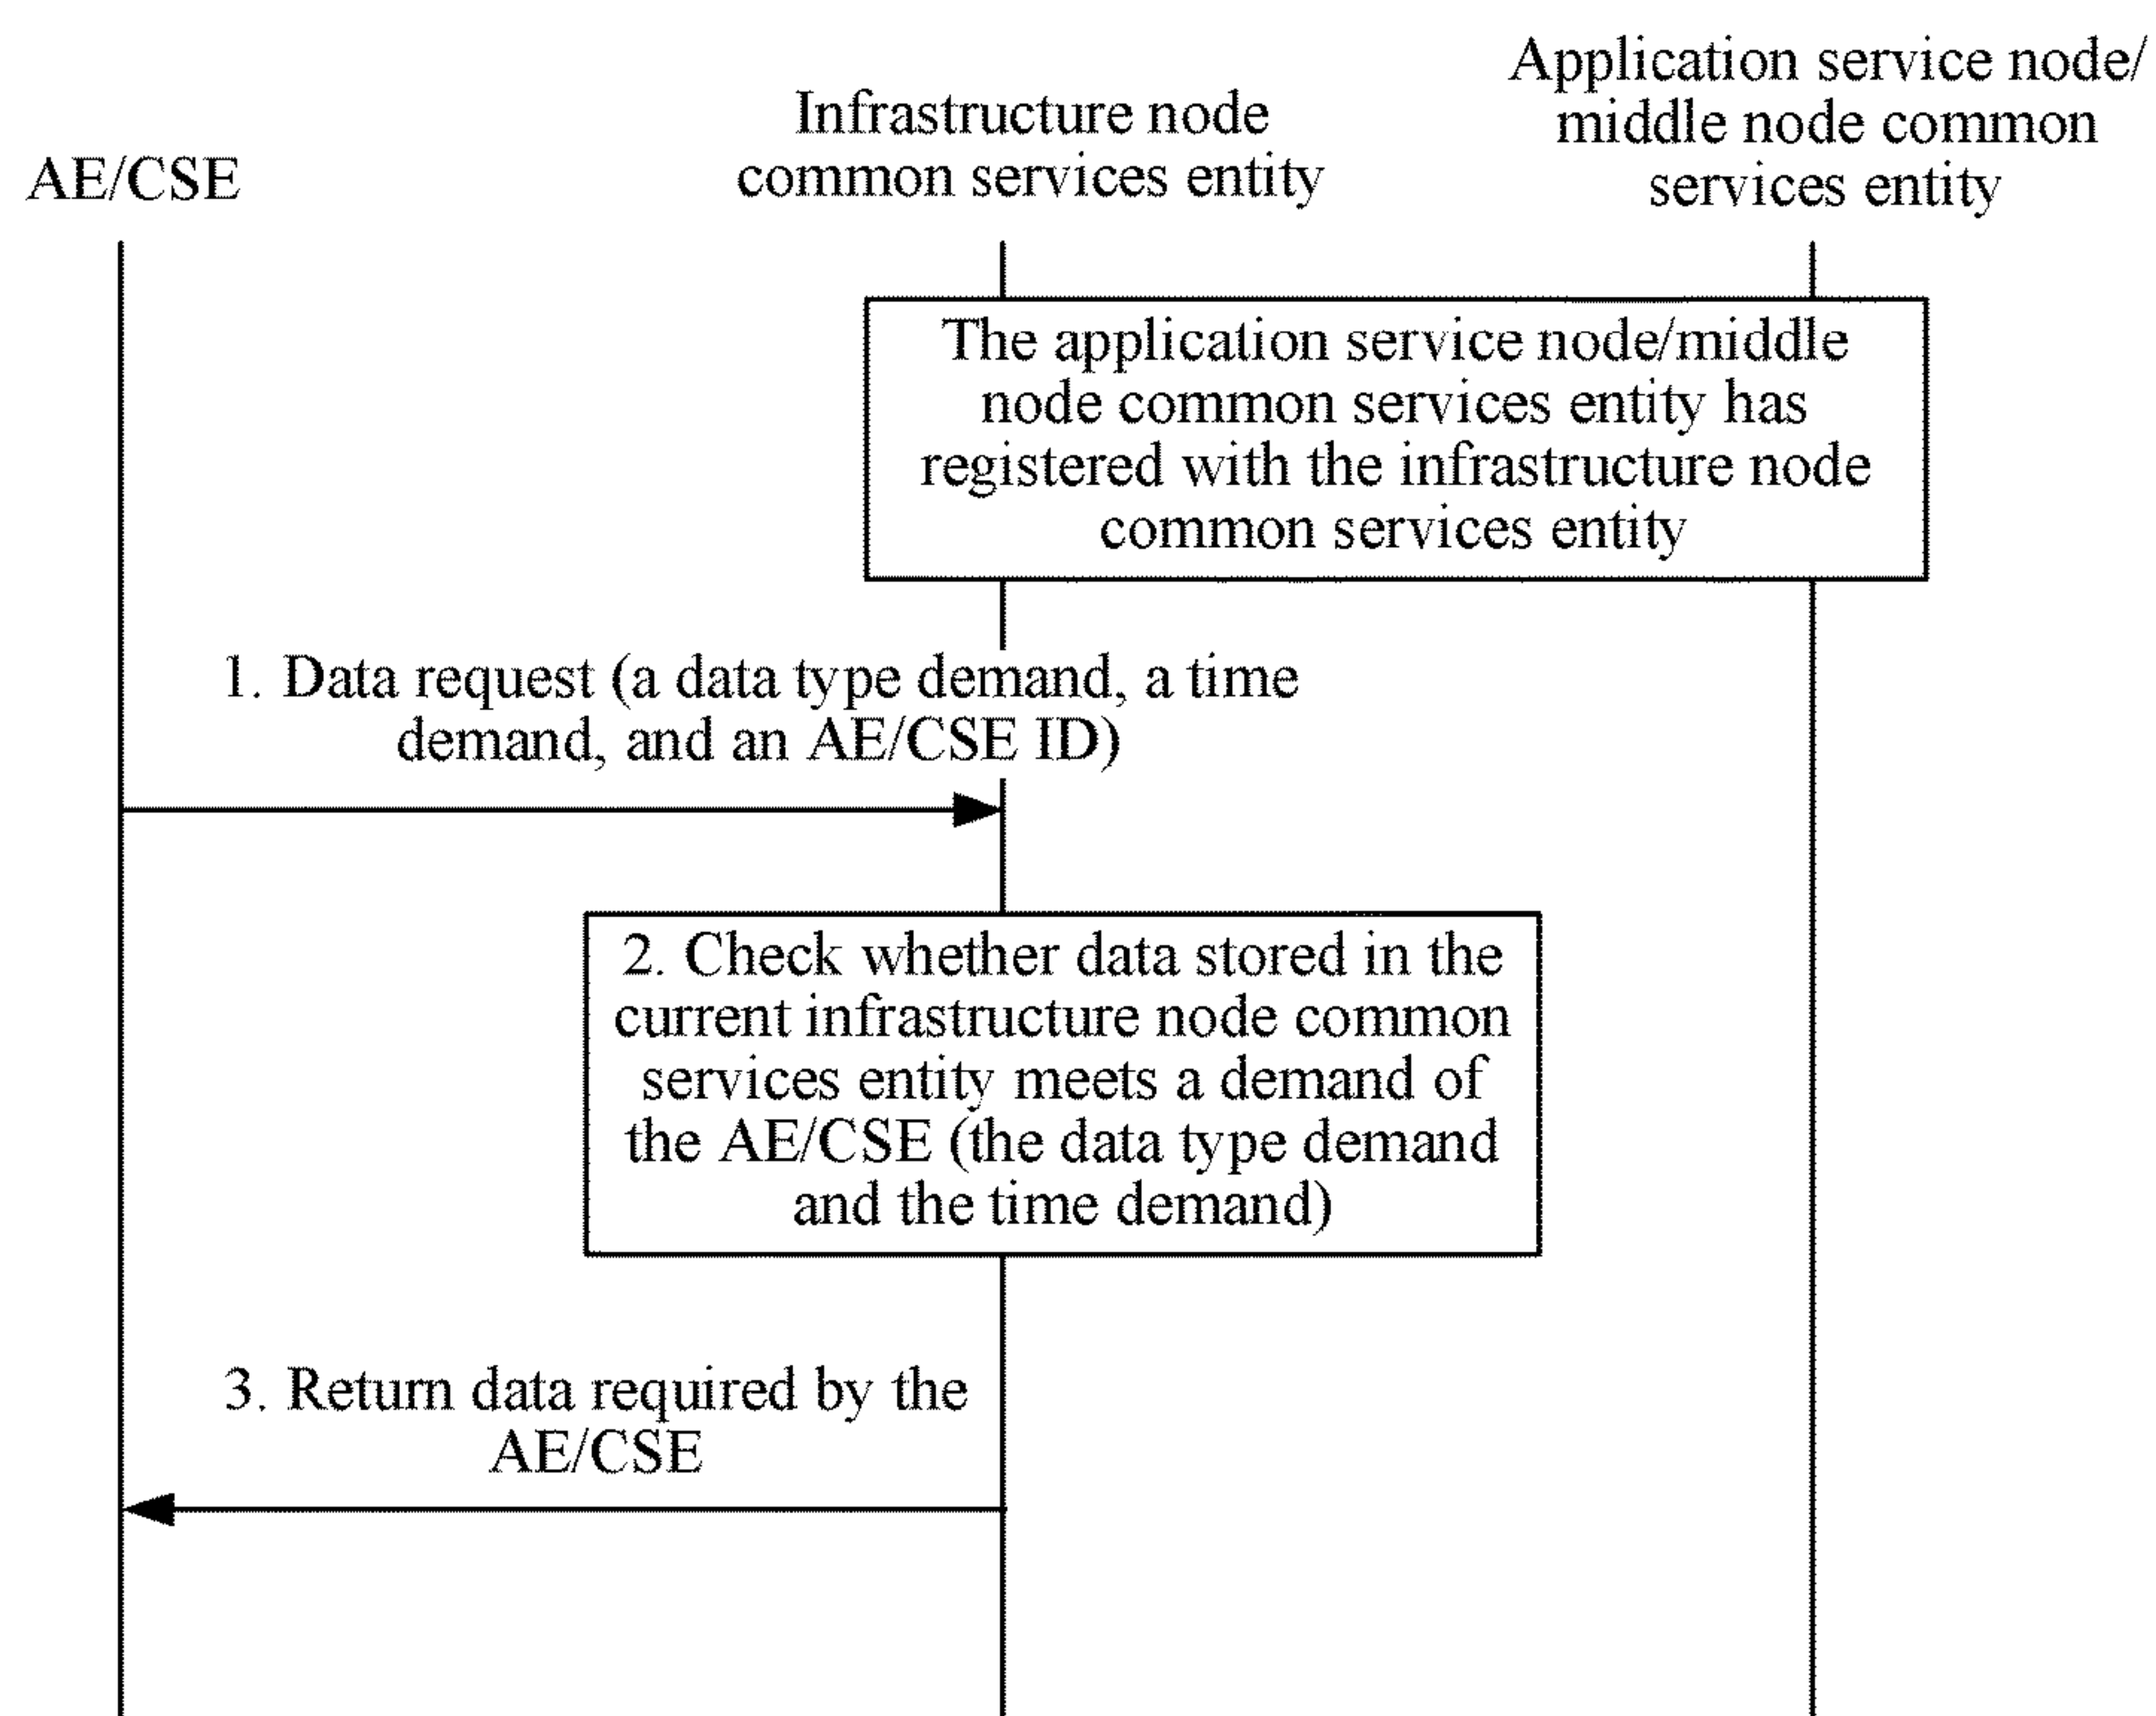 AE/CSE
Infrastructure node
common services entity
Application service node/
middle node common
services entity
The application service node/middle
node common services entity has
registered with the infrastructure node
common services entity
1. Data request (a data type demand, a time
demand, and an AE/CSE ID)
2. Check whether data stored in the
current infrastructure node common
services entity meets a demand of
the AE/CSE (the data type demand
and the time demand)
3. Return data required by the
AE/CSE